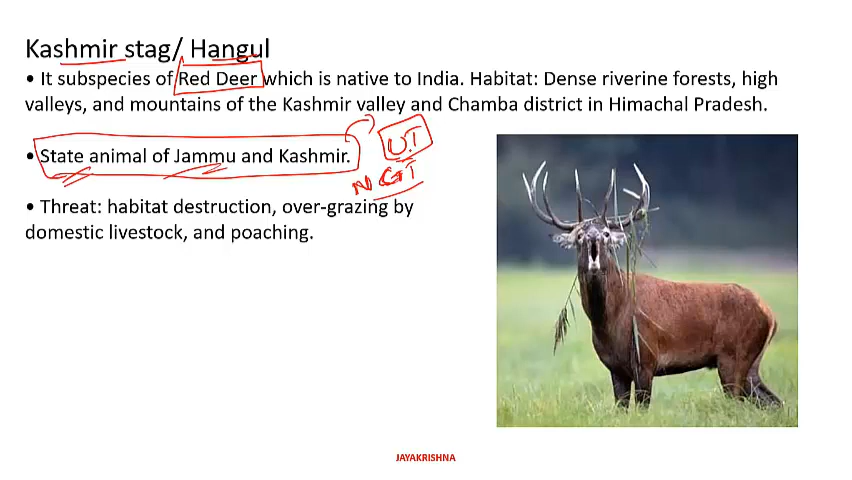 Kashmir stag/ Hangul
• It subspecies of Red Deer which is native to India. Habitat: Dense riverine forests, high
valleys, and mountains of the Kashmir valley and Chamba district in Himachal Pradesh.
• State animal of Jammu and Kashmir.
U.T
NGT
• Threat: habitat destruction, over-grazing by
domestic livestock, and poaching.
JAYAKRISHNA